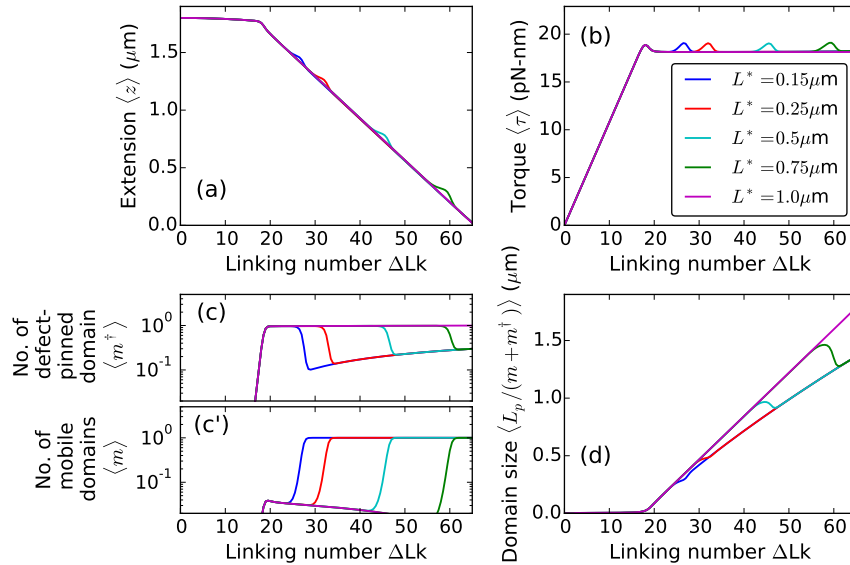 Extension ⟨z⟩ (μm)
1.5
1.0
0.5
0.0
(a)
0 10 20 30 40 50 60
Linking number ΔLk
Torque ⟨τ⟩ (pN-nm)
20
15
10
5
0
(b)
L* =0.15μm
L* =0.25μm
L* =0.5μm
L* =0.75μm
L* =1.0μm
0 10 20 30 40 50 60
Linking number ΔLk
No. of
defect-
pinned
domain
⟨m†⟩
10⁰
10⁻¹
(c)
No. of
mobile
domains
⟨m⟩
10⁰
10⁻¹
(c')
0 10 20 30 40 50 60
Linking number ΔLk
Domain size ⟨Lp/(m+m†)⟩ (μm)
1.5
1.0
0.5
0.0
(d)
0 10 20 30 40 50 60
Linking number ΔLk